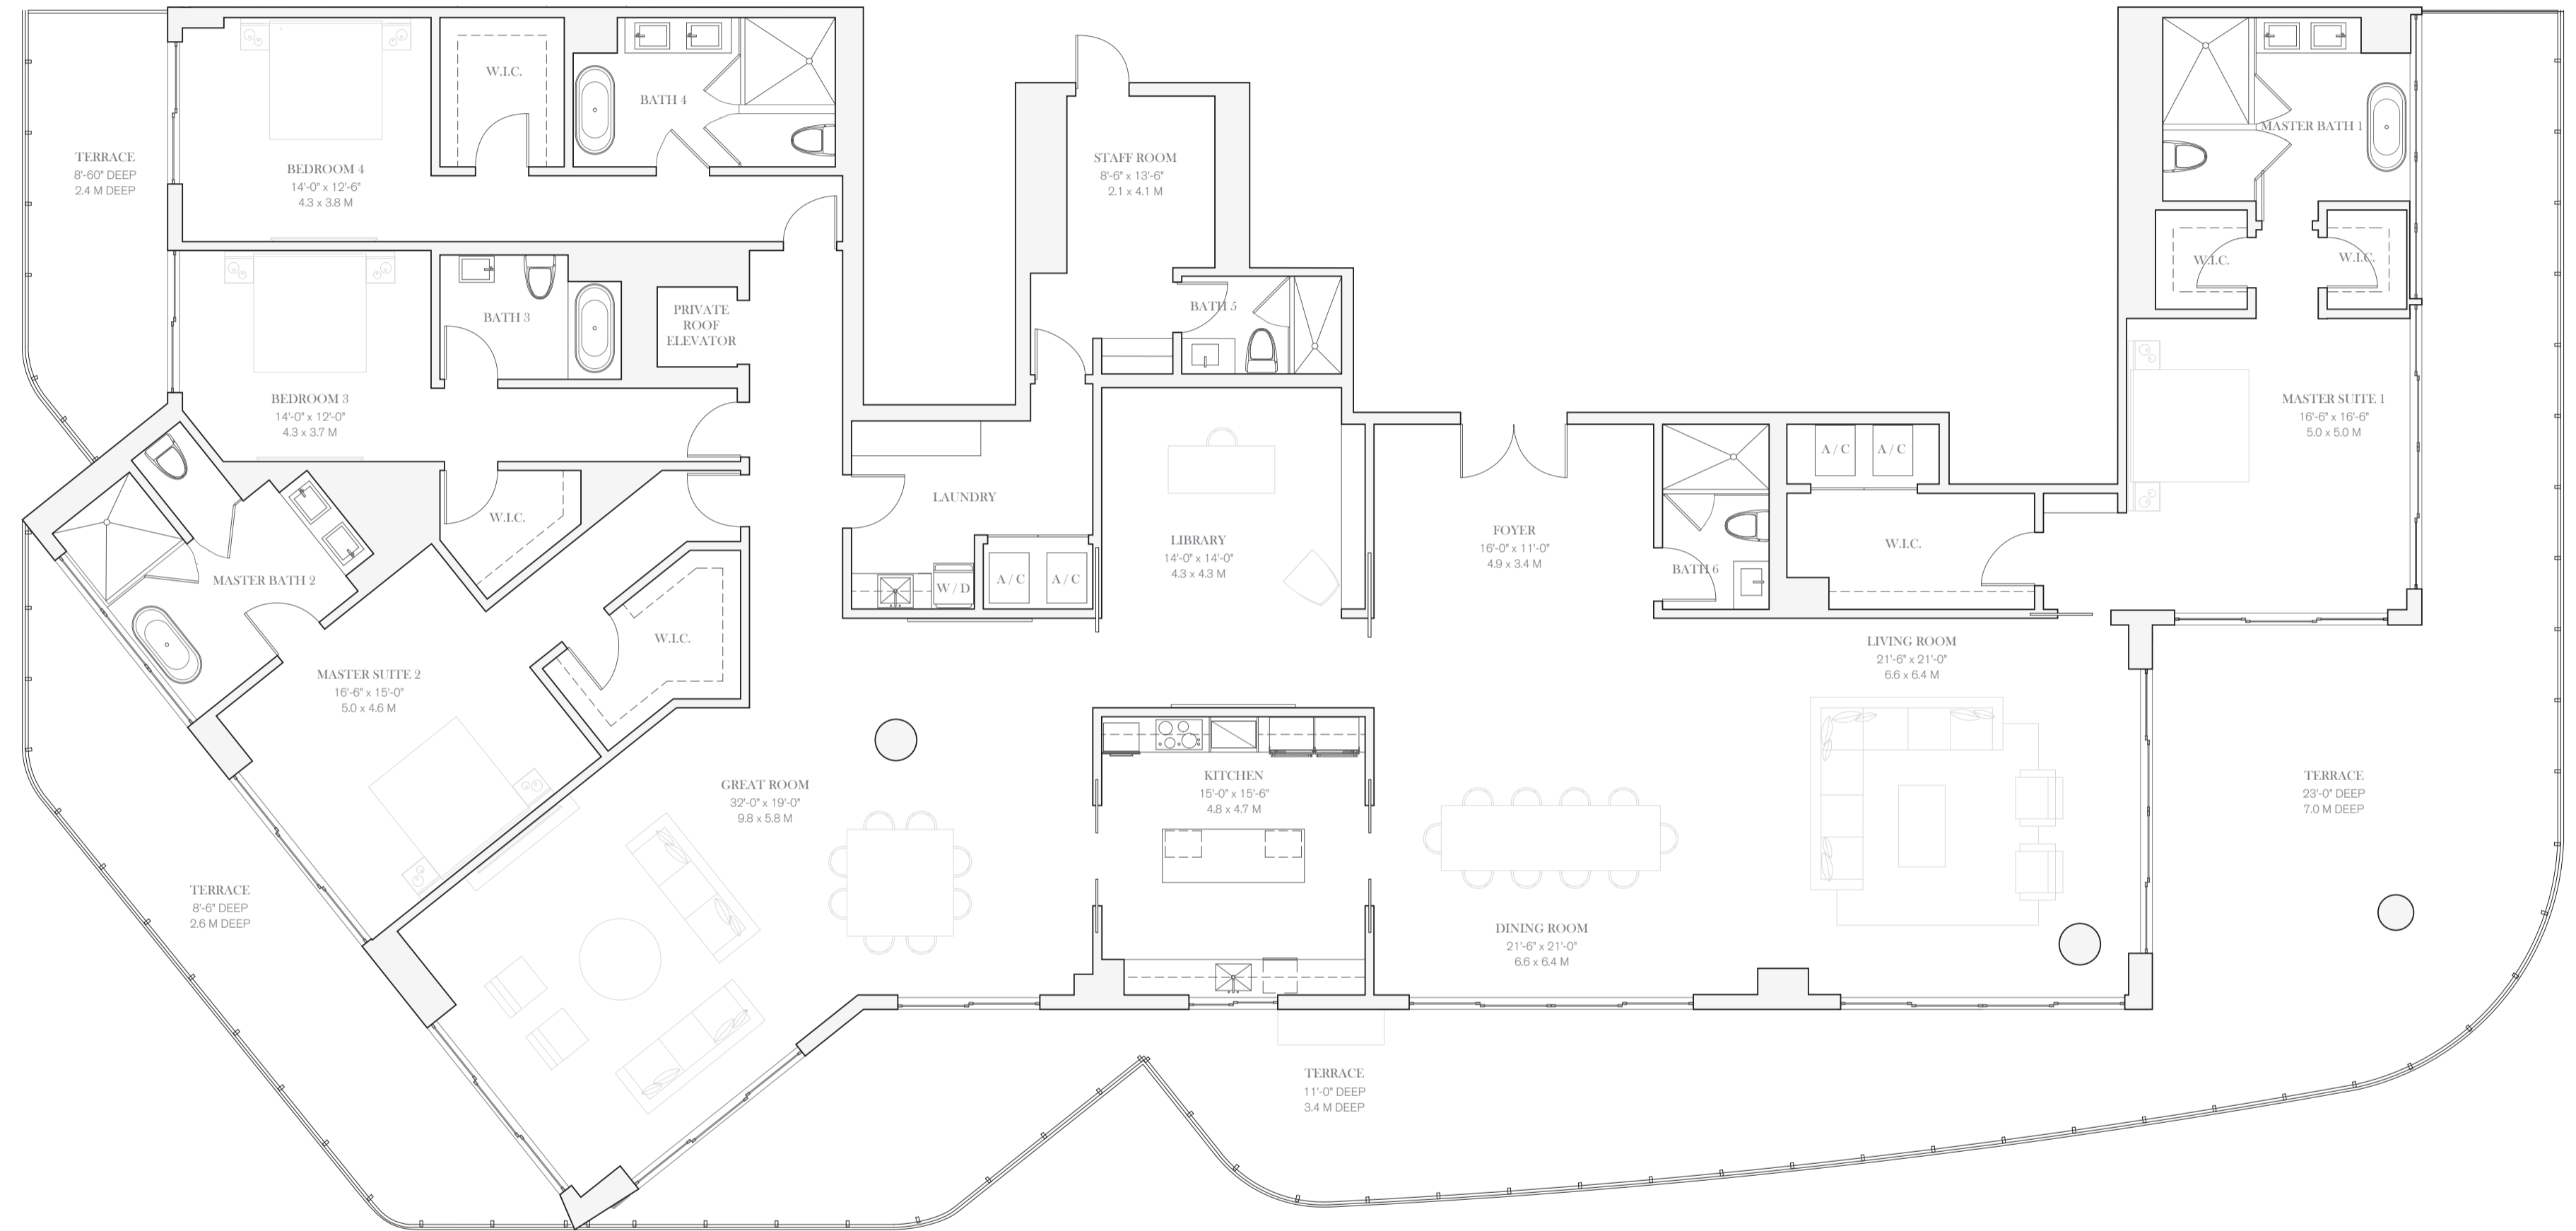 TERRACE
8'-60" DEEP
2.4 M DEEP
BEDROOM 4
14'-0" x 12'-6"
4.3 x 3.8 M
W.I.C.
BATH 4
STAFF ROOM
8'-6" x 13'-6"
2.1 x 4.1 M
MASTER BATH 1
W.I.C.
W.I.C.
BEDROOM 3
14'-0" x 12'-0"
4.3 x 3.7 M
BATH 3
PRIVATE
ROOF
ELEVATOR
BATH 5
MASTER SUITE 1
16'-6" x 16'-6"
5.0 x 5.0 M
A / C
A / C
W.I.C.
LAUNDRY
LIBRARY
14'-0" x 14'-0"
4.3 x 4.3 M
FOYER
16'-0" x 11'-0"
4.9 x 3.4 M
BATH 6
W.I.C.
MASTER BATH 2
W / D
A / C
A / C
W.I.C.
MASTER SUITE 2
16'-6" x 15'-0"
5.0 x 4.6 M
LIVING ROOM
21'-6" x 21'-0"
6.6 x 6.4 M
GREAT ROOM
32'-0" x 19'-0"
9.8 x 5.8 M
KITCHEN
15'-0" x 15'-6"
4.8 x 4.7 M
TERRACE
23'-0" DEEP
7.0 M DEEP
TERRACE
8'-6" DEEP
2.6 M DEEP
DINING ROOM
21'-6" x 21'-0"
6.6 x 6.4 M
TERRACE
11'-0" DEEP
3.4 M DEEP